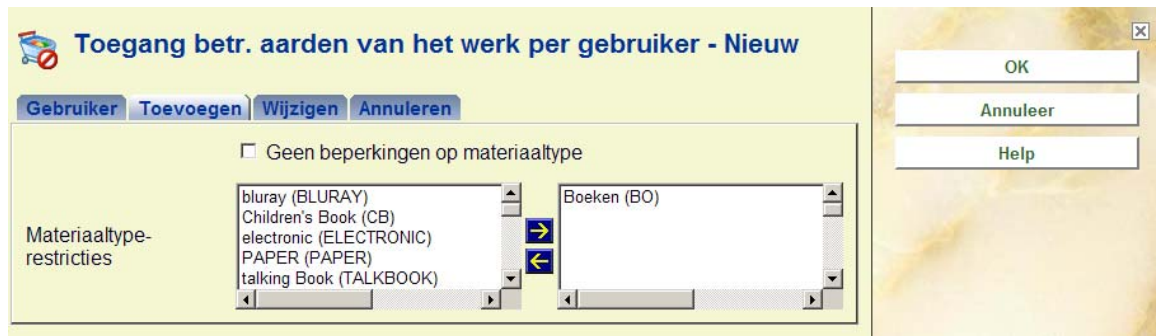 Toegang betr. aarden van het werk per gebruiker - Nieuw
Gebruiker Toevoegen Wijzigen Annuleren
Geen beperkingen op materiaaltype
Materiaaltype-
restricties
bluray (BLURAY)
Children's Book (CB)
electronic (ELECTRONIC)
PAPER (PAPER)
talking Book (TALKBOOK)
Boeken (BO)
OK
Annuleer
Help